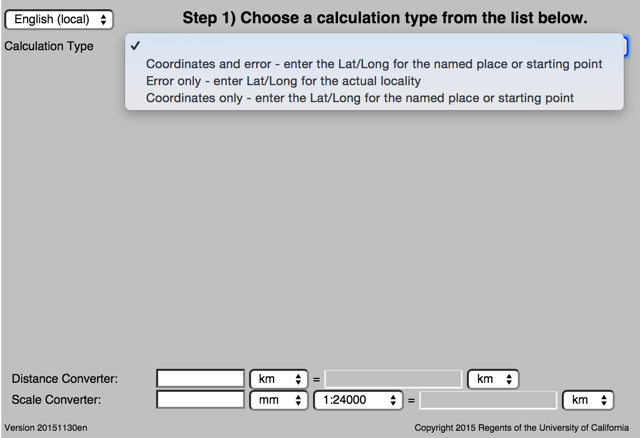 English (local)
Step 1) Choose a calculation type from the list below.
Calculation Type
✓
Coordinates and error - enter the Lat/Long for the named place or starting point
Error only - enter Lat/Long for the actual locality
Coordinates only - enter the Lat/Long for the named place or starting point
Distance Converter: km = km
Scale Converter: mm 1:24000 = km
Version 20151130en
Copyright 2015 Regents of the University of California